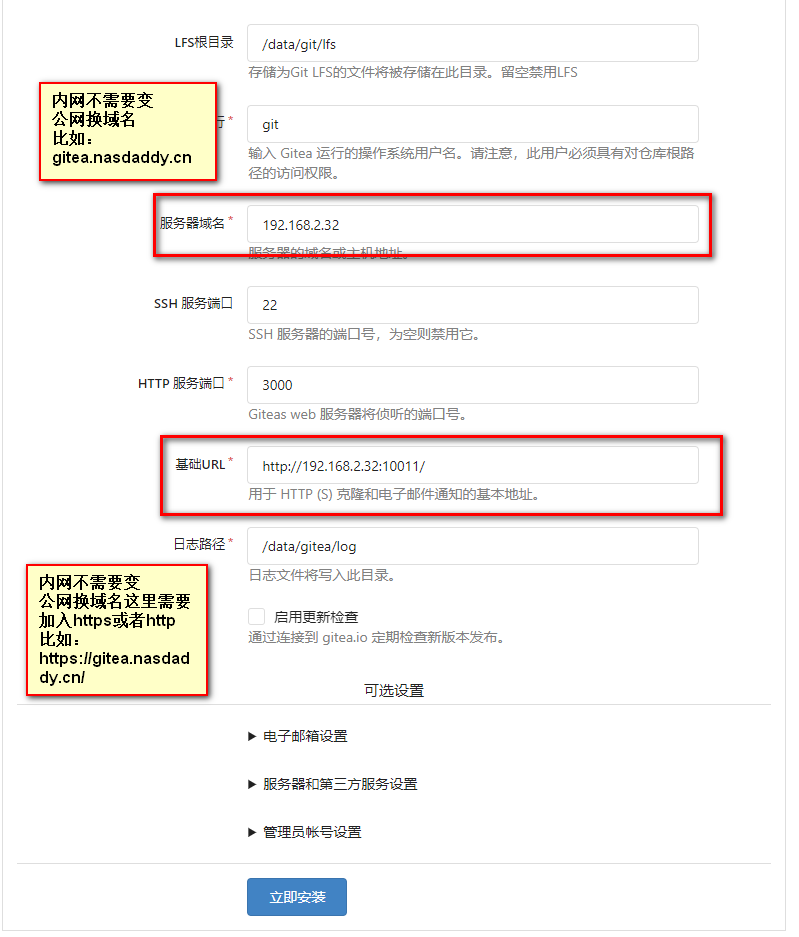 LFS根目录
/data/git/lfs
存储为Git LFS的文件将被存储在此目录。留空禁用LFS
内网不需要变
公网换域名
比如：
gitea.nasdaddy.cn
行*
git
输入 Gitea 运行的操作系统用户名。请注意，此用户必须具有对仓库根路
径的访问权限。
服务器域名*
192.168.2.32
服务器的域名或主机地址。
SSH 服务端口
22
SSH 服务器的端口号，为空则禁用它。
HTTP 服务端口*
3000
Giteas web 服务器将侦听的端口号。
基础URL*
http://192.168.2.32:10011/
用于 HTTP (S) 克隆和电子邮件通知的基本地址。
日志路径*
/data/gitea/log
日志文件将写入此目录。
内网不需要变
公网换域名这里需要
加入https或者http
比如：
https://gitea.nasdad
dy.cn/
启用更新检查
通过连接到 gitea.io 定期检查新版本发布。
可选设置
▶ 电子邮箱设置
▶ 服务器和第三方服务设置
▶ 管理员帐号设置
立即安装